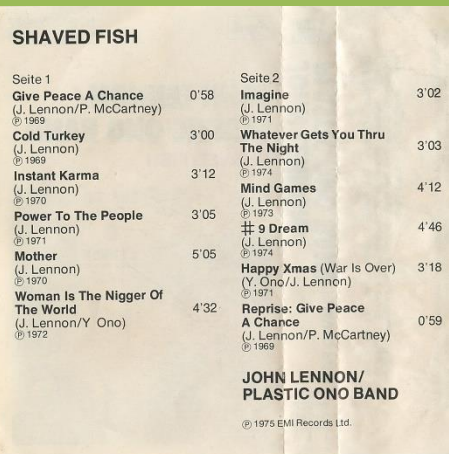 SHAVED FISH
Seite 1
Give Peace A Chance 0'58
(J. Lennon/P. McCartney)
℗ 1969
Cold Turkey 3'00
(J. Lennon)
℗ 1969
Instant Karma 3'12
(J. Lennon)
℗ 1970
Power To The People 3'05
(J. Lennon)
℗ 1971
Mother 5'05
(J. Lennon)
℗ 1970
Woman Is The Nigger Of
The World 4'32
(J. Lennon/Y Ono)
℗ 1972
Seite 2
Imagine 3'02
(J. Lennon)
℗ 1971
Whatever Gets You Thru
The Night 3'03
(J. Lennon)
℗ 1974
Mind Games 4'12
(J. Lennon)
℗ 1973
# 9 Dream 4'46
(J. Lennon)
℗ 1974
Happy Xmas (War Is Over) 3'18
(Y. Ono/J. Lennon)
℗ 1971
Reprise: Give Peace
A Chance 0'59
(J. Lennon/P. McCartney)
℗ 1969
JOHN LENNON/
PLASTIC ONO BAND
℗ 1975 EMI Records Ltd.